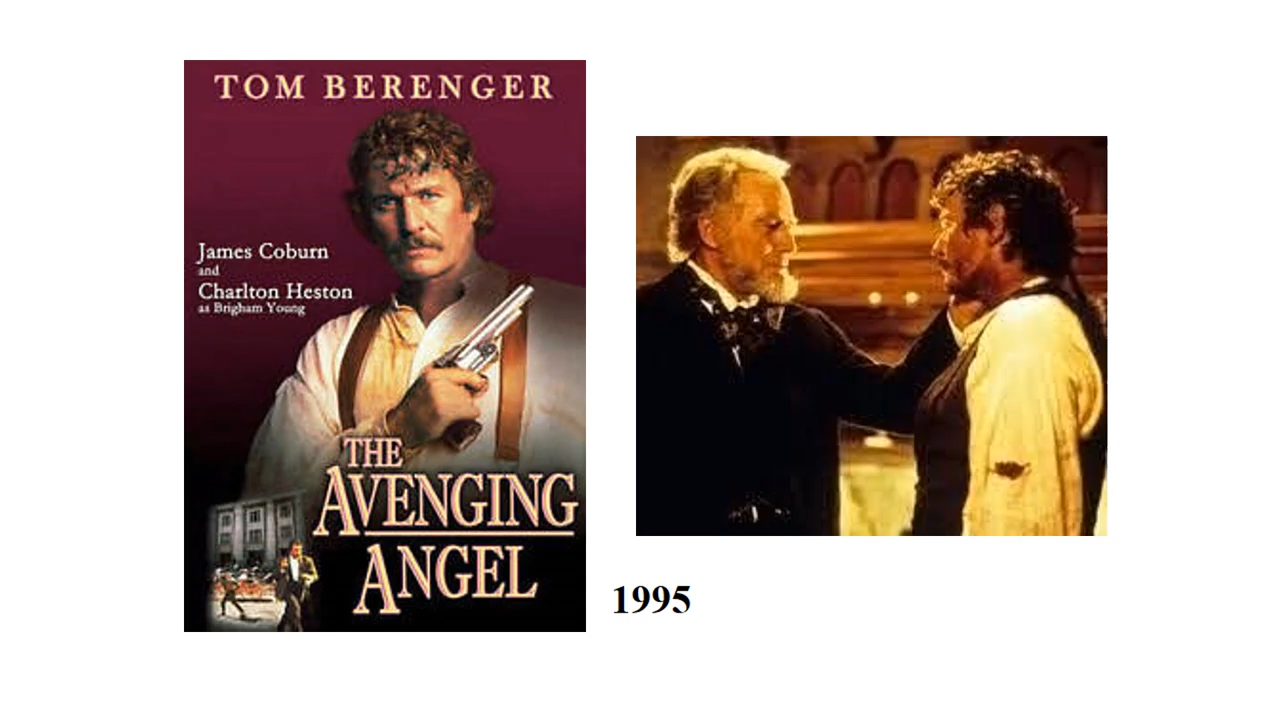 TOM BERENGER
James Coburn
and
Charlton Heston
as Brigham Young
THE
AVENGING
ANGEL
1995